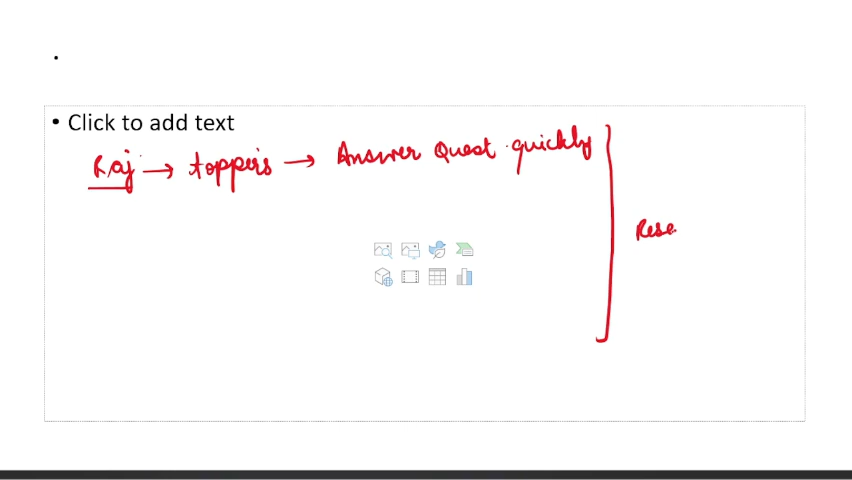 .
• Click to add text
Raj → toppers → Answer Quest quickly
Rese